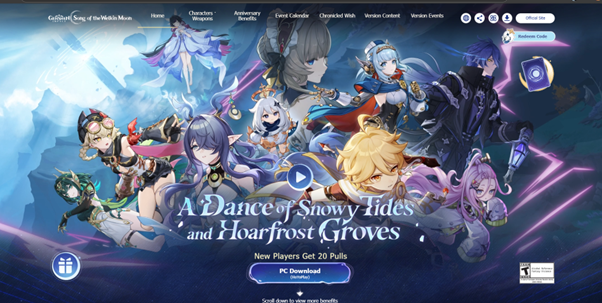 Genshin Impact Song of the Welkin Moon
Home
Characters · Weapons
Anniversary Benefits
Event Calendar
Chronicled Wish
Version Content
Version Events
Official Site
Redeem Code
A Dance of Snowy Tides
and Hoarfrost Groves
New Players Get 20 Pulls
PC Download
(HoYoPlay)
Scroll down to view more benefits